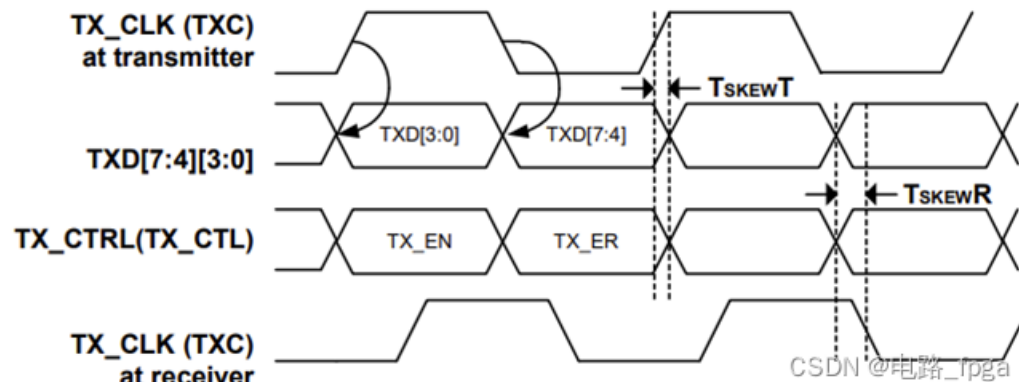 TX_CLK (TXC)
at transmitter
TSKEWT
TXD[7:4][3:0]
TXD[3:0]
TXD[7:4]
TSKEWR
TX_CTRL(TX_CTL)
TX_EN
TX_ER
TX_CLK (TXC)
at receiver
CSDN @电路_fpga